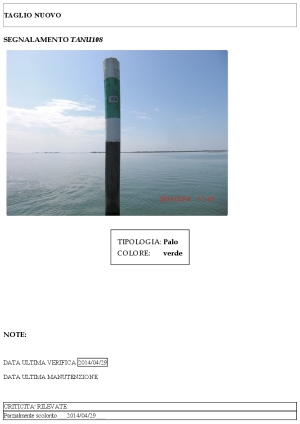 TAGLIO NUOVO
SEGNALAMENTO TANU108
TIPOLOGIA: Palo
COLORE: verde
NOTE:
DATA ULTIMA VERIFICA 2014/04/29
DATA ULTIMA MANUTENZIONE
CRITICITA' RILEVATE
Parzialmente scolorito 2014/04/29